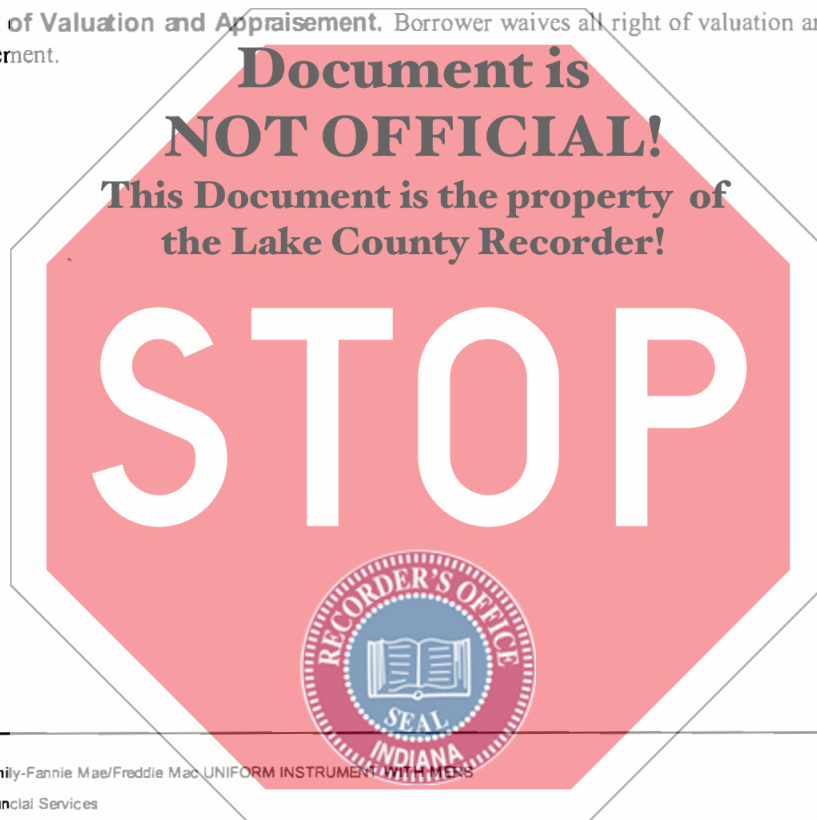 of Valuation and Appraisement. Borrower waives all right of valuation
ment.
Document is
NOT OFFICIAL!
This Document is the property of
the Lake County Recorder!
STOP
RECORDER'S OFFICE
SEAL
INDIANA
ily-Fannie Mae/Freddie Mac UNIFORM INSTRUMENT WITH MERS
ncial Services